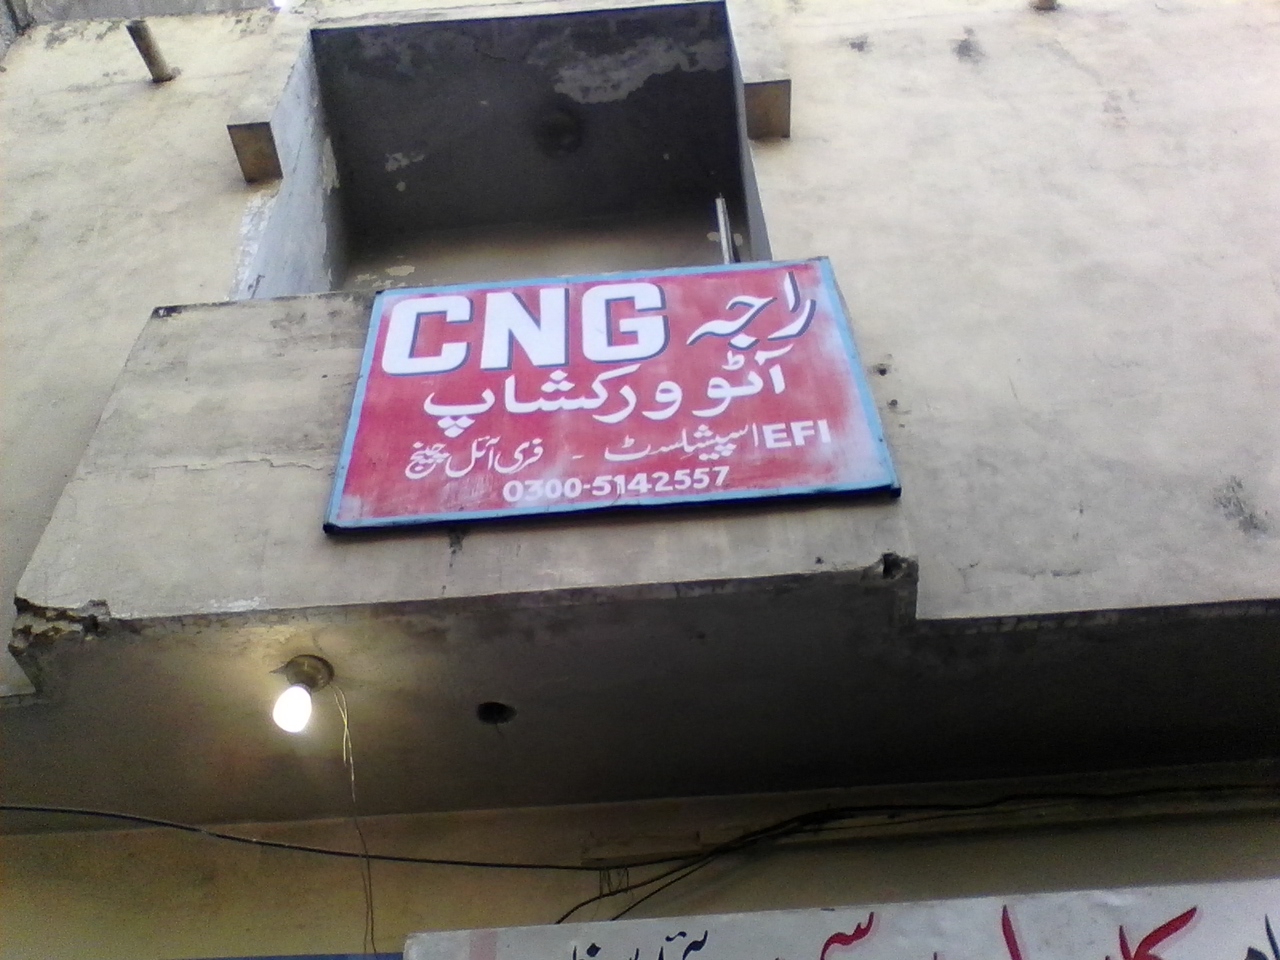 راجہ CNG
آٹو ورکشاپ
EFI اسپیشلسٹ - فری آئل چینج
0300-5142557